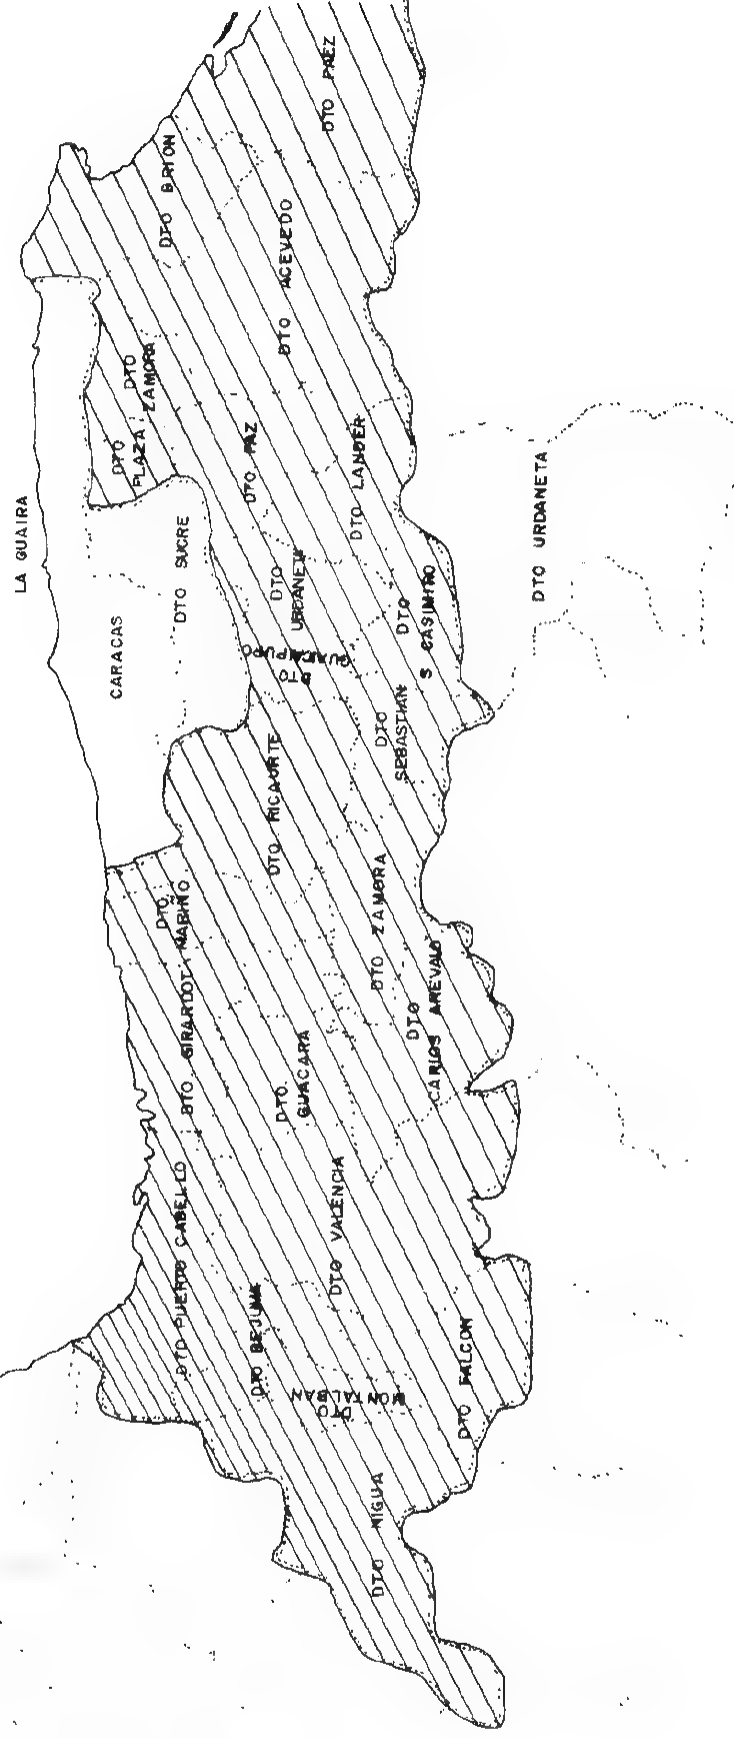 LA GUAIRA
CARACAS
DTO SUCRE
DTO
PLAZA
DTO
ZAMORA
DTO BRION
DTO PAEZ
DTO ACEVEDO
DTO PAZ
DTO LANDER
DTO
URDANETA
DTO
GUAICAIPURO
DTO
S CASIMIRO
DTO
SEBASTIAN
DTO URDANETA
DTO RICAURTE
DTO.
MARIÑO
DTO GIRARDOT
DTO ZAMORA
DTO
CARLOS AREVALO
DTO.
GUACARA
DTO PUERTO CABELLO
DTO VALENCIA
DTO BEJUMA
DTO
MONTALBAN
DTO FALCON
DTO NIGUA